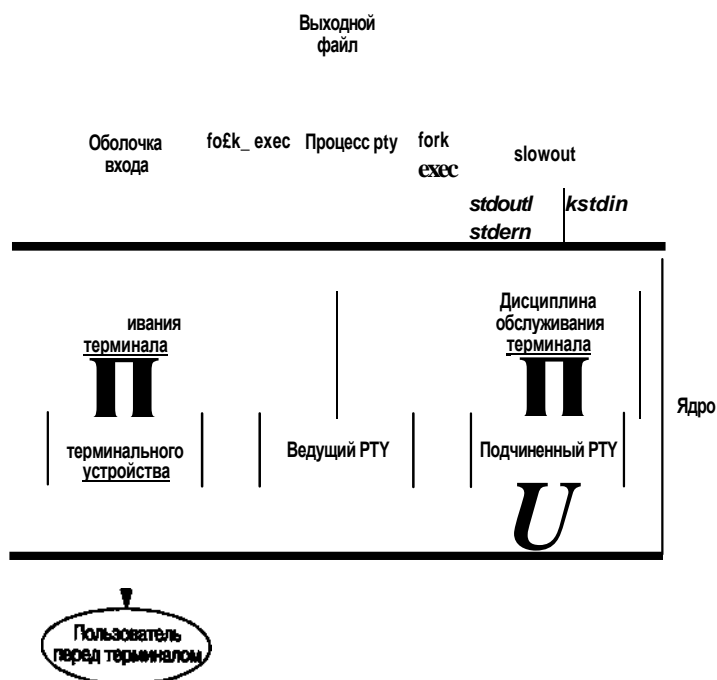 Выходной
файл
Оболочка
входа
fo£k_ exec
Процесс pty
fork
exec
slowout
stdoutl
stdern
kstdin
ивания
терминала
П
Дисциплина
обслуживания
терминала
П
Ядро
терминального
устройства
Ведущий PTY
Подчиненный PTY
U
Пользователь
перед терминалом